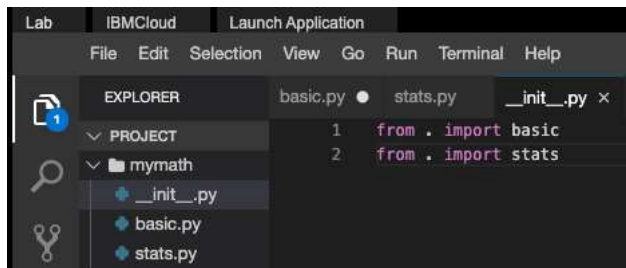 Lab IBMCloud Launch Application
File Edit Selection View Go Run Terminal Help
EXPLORER
basic.py stats.py __init__.py ×
1
PROJECT
mymath
__init__.py
basic.py
stats.py
1 from . import basic
2 from . import stats